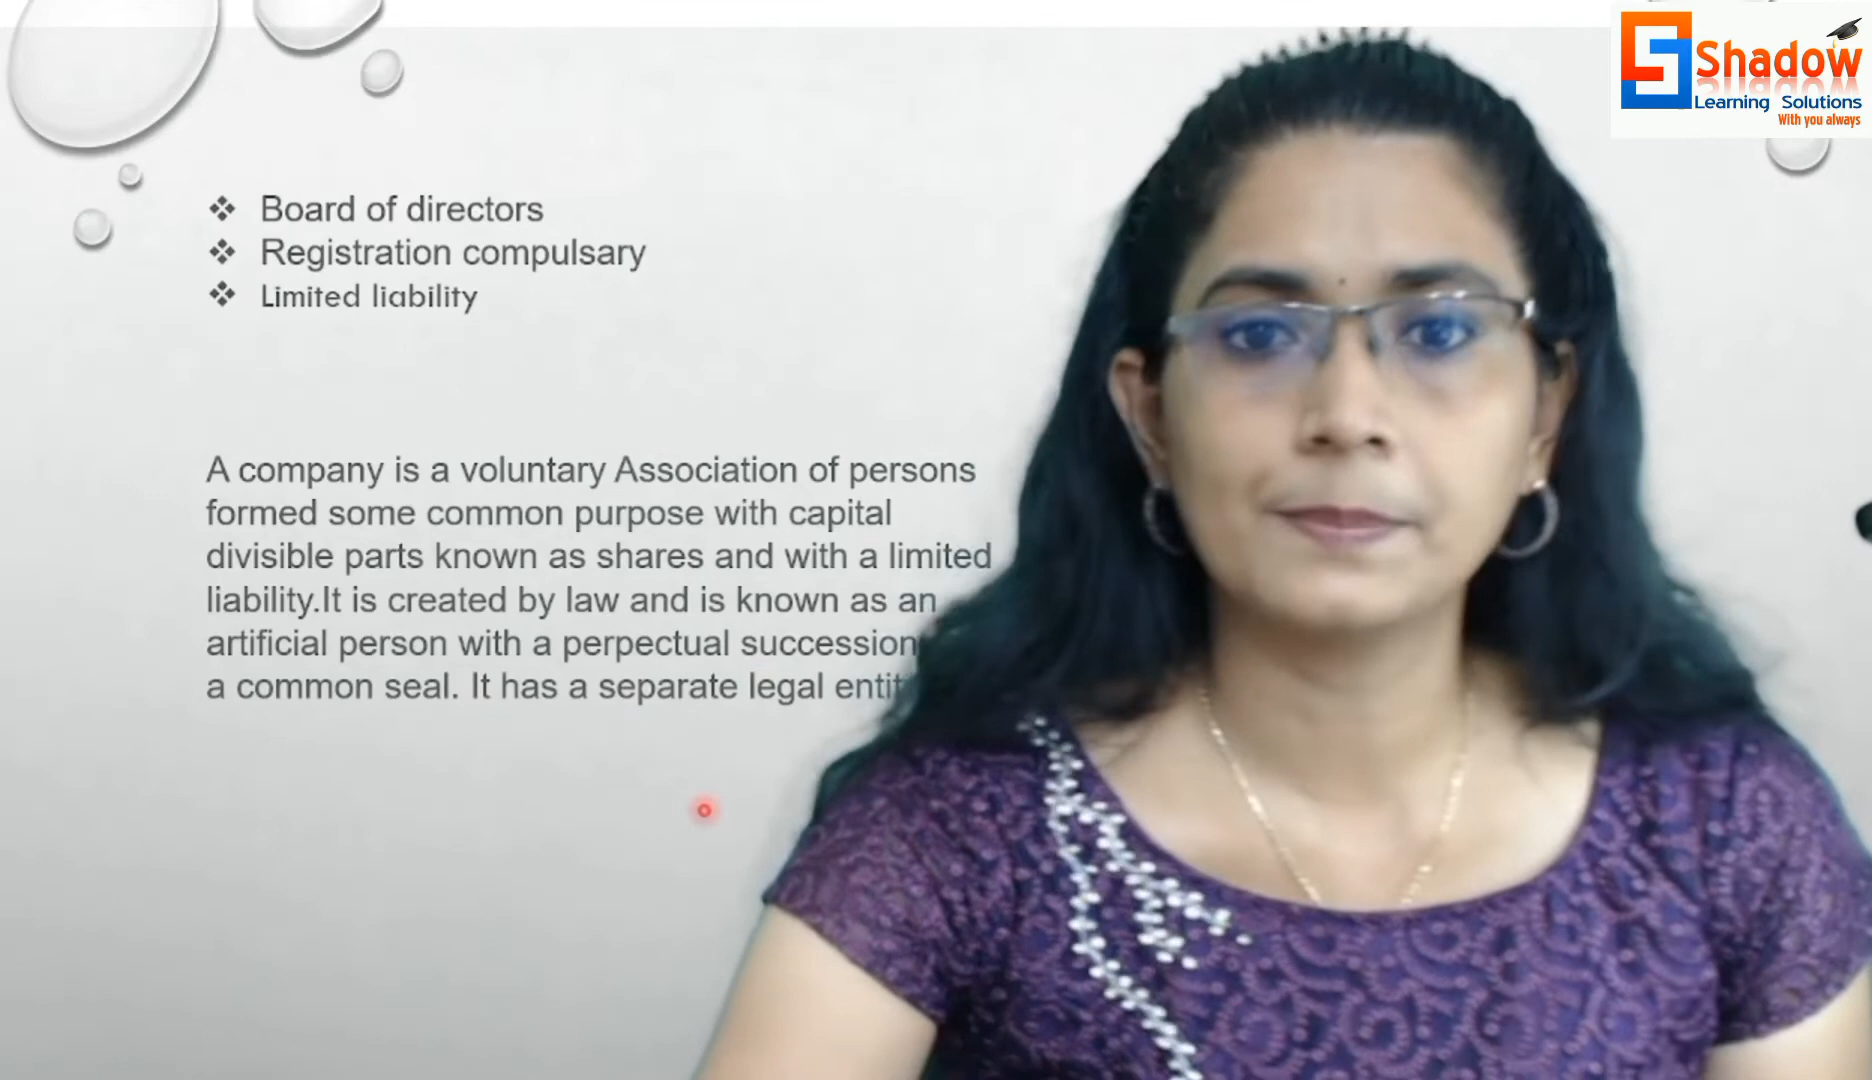 Shadow
Learning Solutions
With you always
Board of directors
Registration compulsary
Limited liability
A company is a voluntary Association of persons
formed some common purpose with capital
divisible parts known as shares and with a limited
liability.It is created by law and is known as an
artificial person with a perpectual succession
a common seal. It has a separate legal